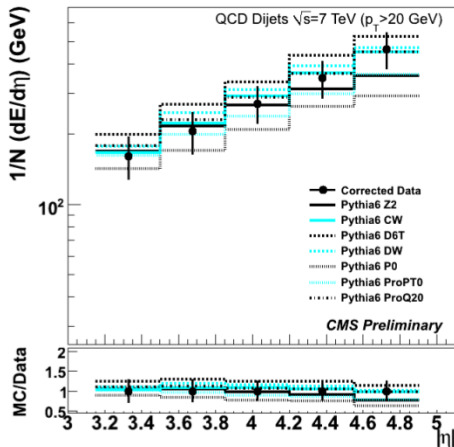 QCD Dijets √s=7 TeV (p_T>20 GeV)
1/N (dE/dη) (GeV)
10²
Corrected Data
Pythia6 Z2
Pythia6 CW
Pythia6 D6T
Pythia6 DW
Pythia6 P0
Pythia6 ProPT0
Pythia6 ProQ20
CMS Preliminary
MC/Data
2
1.5
1
0.5
3 3.2 3.4 3.6 3.8 4 4.2 4.4 4.6 4.8 5
|η|